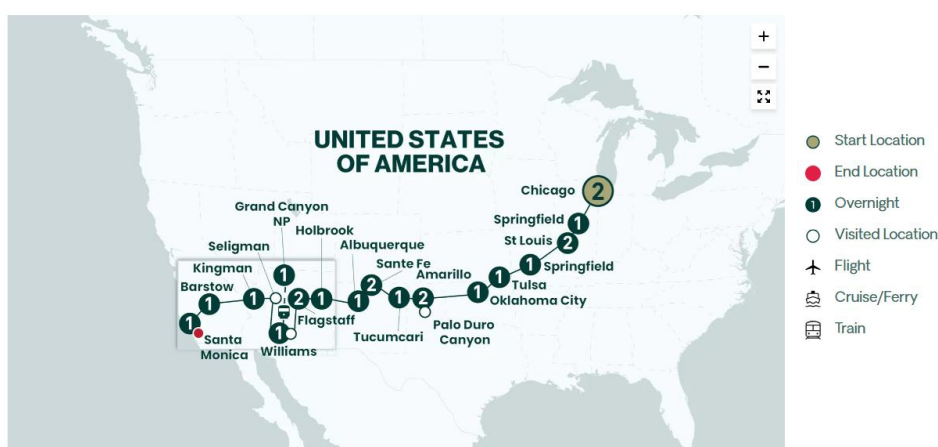 +
−
UNITED STATES
OF AMERICA
Chicago
2
Springfield
1
St Louis
2
Springfield
1
Tulsa
1
Oklahoma City
1
Amarillo
2
Palo Duro
Canyon
Tucumcari
1
Sante Fe
2
Albuquerque
1
Holbrook
1
Flagstaff
2
Grand Canyon
NP
1
Williams
1
Seligman
Kingman
1
Barstow
1
Santa
Monica
1
Start Location
End Location
1 Overnight
Visited Location
Flight
Cruise/Ferry
Train